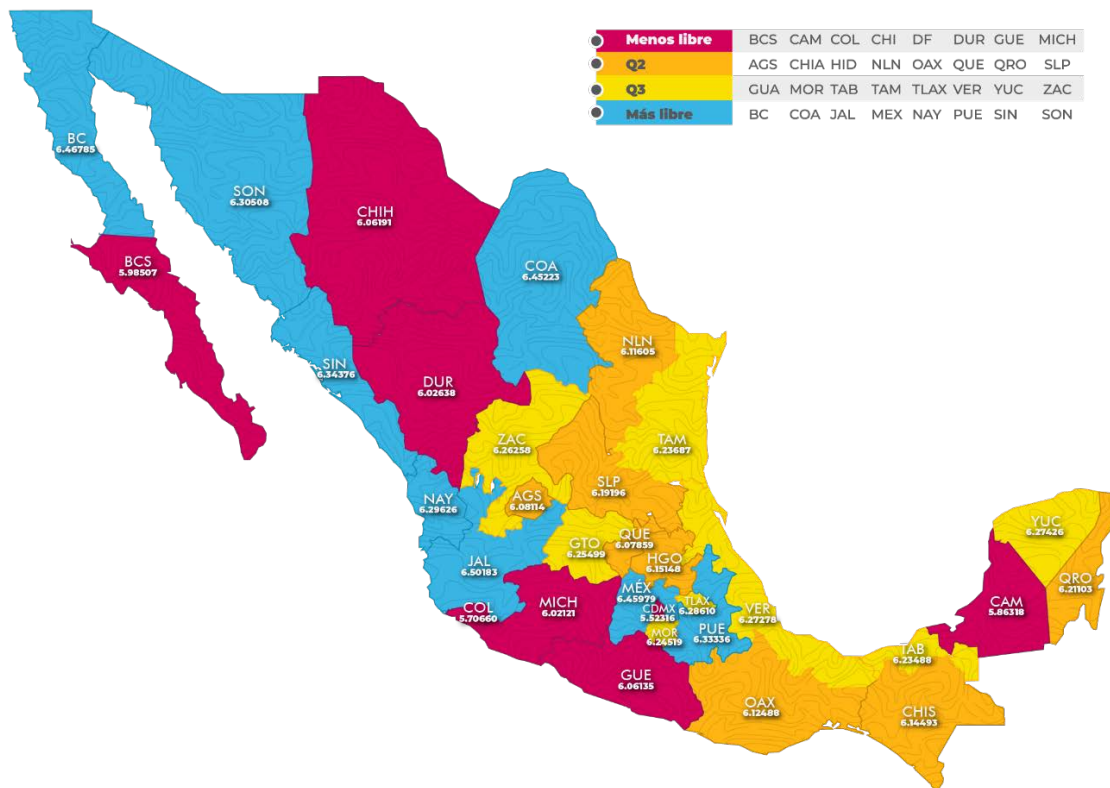 Menos libre BCS CAM COL CHI DF DUR GUE MICH
Q2 AGS CHIA HID NLN OAX QUE QRO SLP
Q3 GUA MOR TAB TAM TLAX VER YUC ZAC
Más libre BC COA JAL MEX NAY PUE SIN SON
BC
6.46785
SON
6.30508
CHIH
6.06191
BCS
5.98507
COA
6.45223
NLN
6.11605
SIN
6.34376
DUR
6.02638
ZAC
6.26258
TAM
6.23687
SLP
6.19196
NAY
6.29626
AGS
6.08114
GTO
6.25499
QUE
6.07859
HGO
6.15148
JAL
6.50183
YUC
6.27426
QRO
6.21103
CAM
5.86318
COL
5.70660
MICH
6.02121
MÉX
6.45979
CDMX
5.52316
TLAX
6.28610
MOR
6.24519
PUE
6.33336
VER
6.27278
TAB
6.23488
GUE
6.06135
OAX
6.12488
CHIS
6.14493